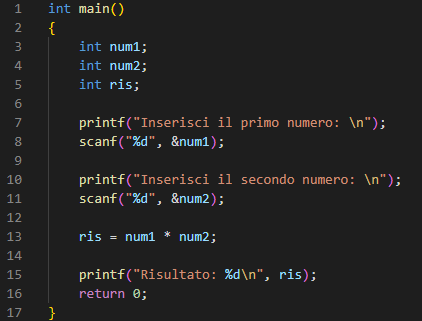 1 int main()
2 {
3     int num1;
4     int num2;
5     int ris;
6
7     printf("Inserisci il primo numero: \n");
8     scanf("%d", &num1);
9
10     printf("Inserisci il secondo numero: \n");
11     scanf("%d", &num2);
12
13     ris = num1 * num2;
14
15     printf("Risultato: %d\n", ris);
16     return 0;
17 }